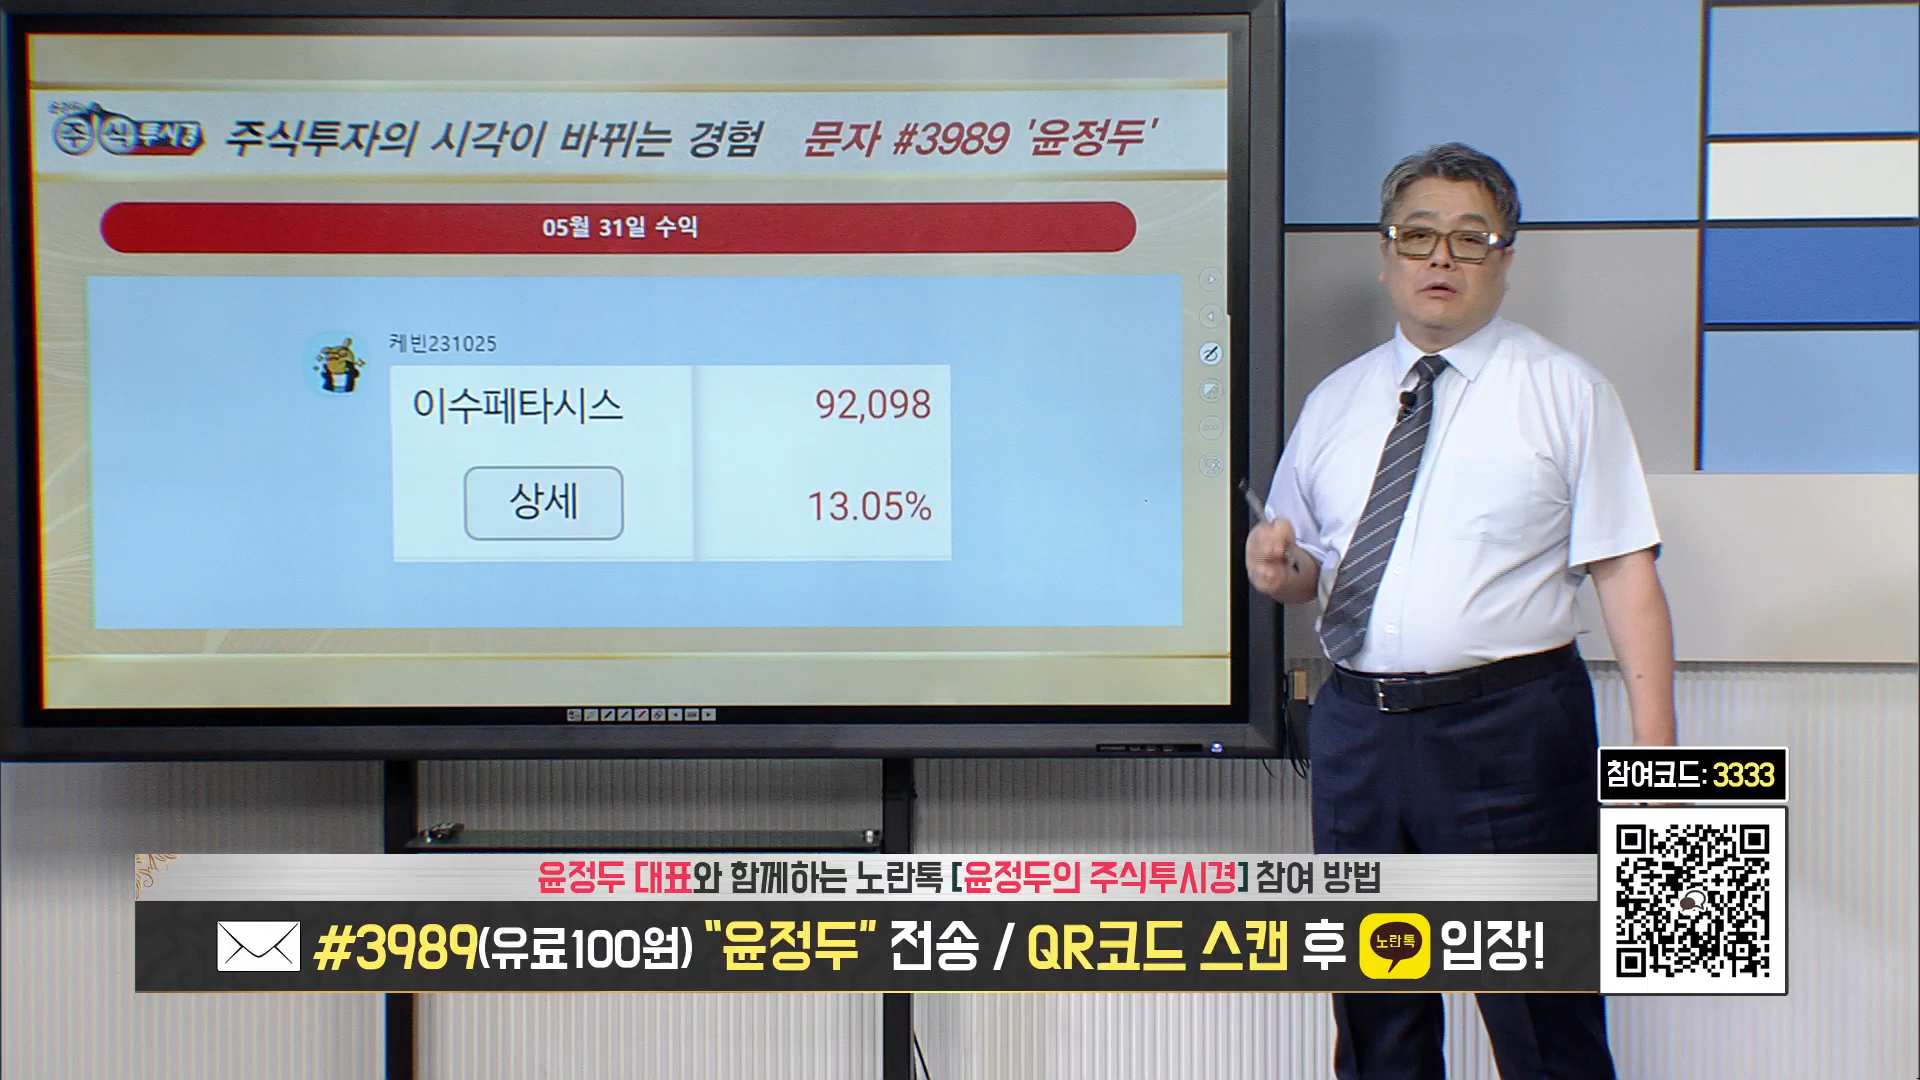 주식투시경 주식투자의 시각이 바뀌는 경험 문자 #3989 '윤정두'
05월 31일 수익
케빈231025
이수페타시스 92,098
상세 13.05%
참여코드: 3333
윤정두 대표와 함께하는 노란톡 [윤정두의 주식투시경] 참여 방법
#3989(유료100원) "윤정두" 전송 / QR코드 스캔 후 노란톡 입장!